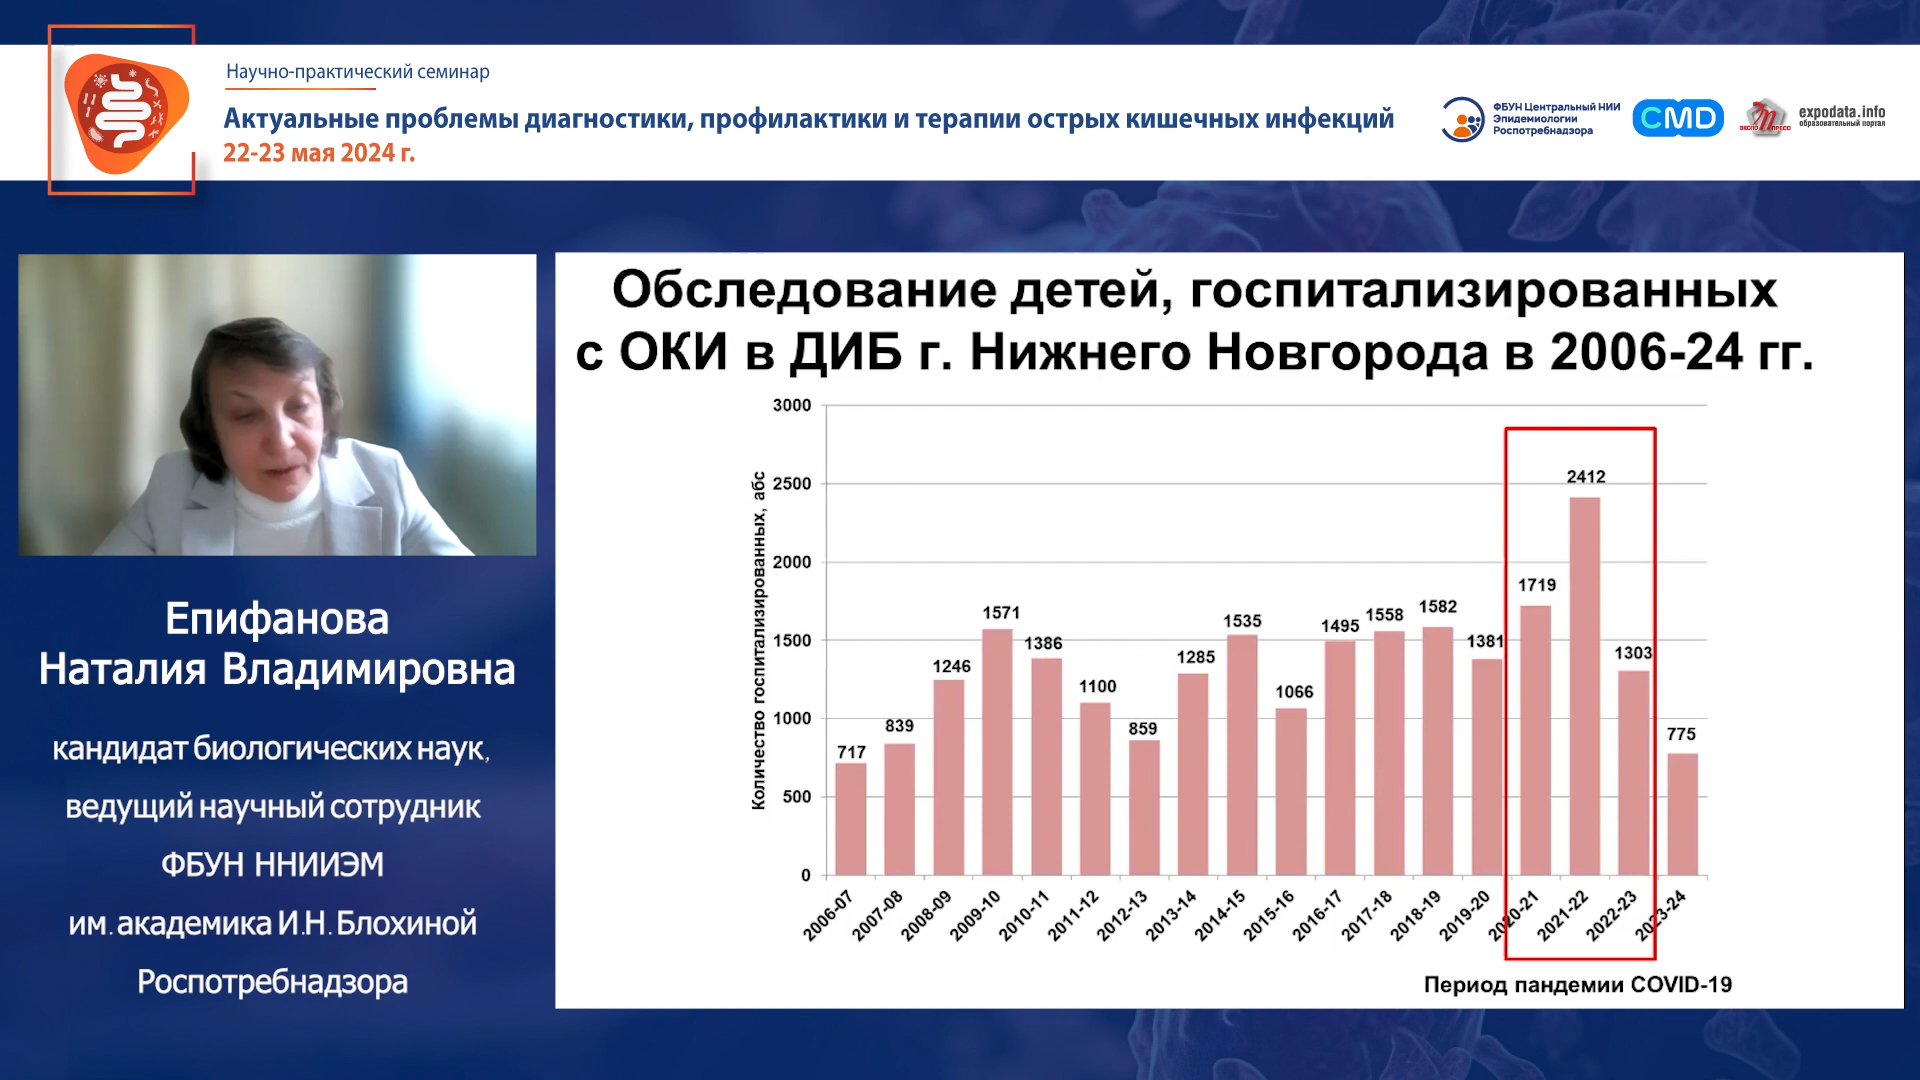 Научно-практический семинар
Актуальные проблемы диагностики, профилактики и терапии острых кишечных инфекций
22-23 мая 2024 г.
ФБУН Центральный НИИ
Эпидемиологии
Роспотребнадзора
CMD
ЭКСПО ПРЕСС
expodata.info
образовательный портал
Епифанова
Наталия Владимировна
кандидат биологических наук,
ведущий научный сотрудник
ФБУН ННИИЭМ
им. академика И.Н. Блохиной
Роспотребнадзора
Обследование детей, госпитализированных
с ОКИ в ДИБ г. Нижнего Новгорода в 2006-24 гг.
Количество госпитализированных, абс
3000
2500
2000
1500
1000
500
0
717
839
1246
1571
1386
1100
859
1285
1535
1066
1495
1558
1582
1381
1719
2412
1303
775
2006-07
2007-08
2008-09
2009-10
2010-11
2011-12
2012-13
2013-14
2014-15
2015-16
2016-17
2017-18
2018-19
2019-20
2020-21
2021-22
2022-23
2023-24
Период пандемии COVID-19